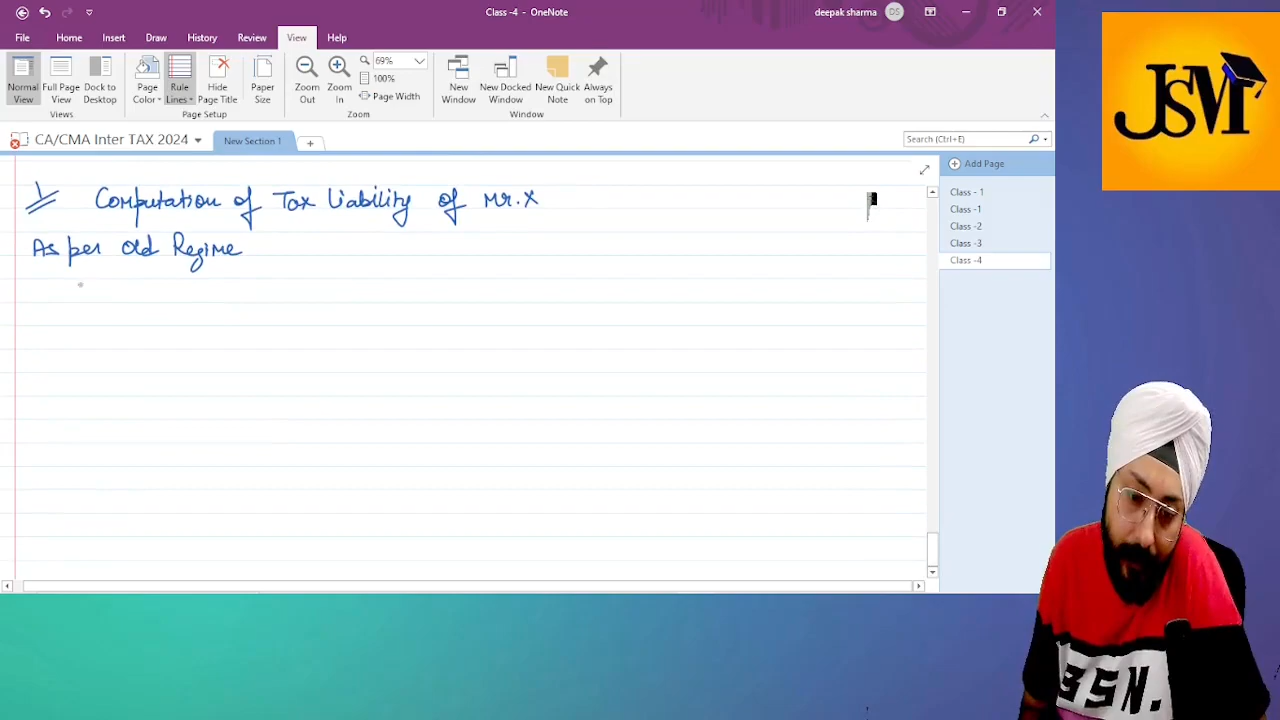 Class -4 - OneNote
deepak sharma
DS
File Home Insert Draw History Review View Help
Normal View
Full Page View
Dock to Desktop
Page Color
Rule Lines
Hide Page Title
Paper Size
Zoom Out
Zoom In
69%
100%
Page Width
New Window
New Docked Window
New Quick Note
Always on Top
Views Page Setup Zoom Window
CA/CMA Inter TAX 2024
New Section 1
+
Search (Ctrl+E)
Add Page
Class - 1
Class -1
Class -2
Class -3
Class -4
1 Computation of Tax liability of Mr. X
As per Old Regime
JSM
BSN.